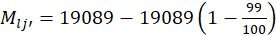 M_{lj'} = 19089 − 19089 (1 − 99/100)